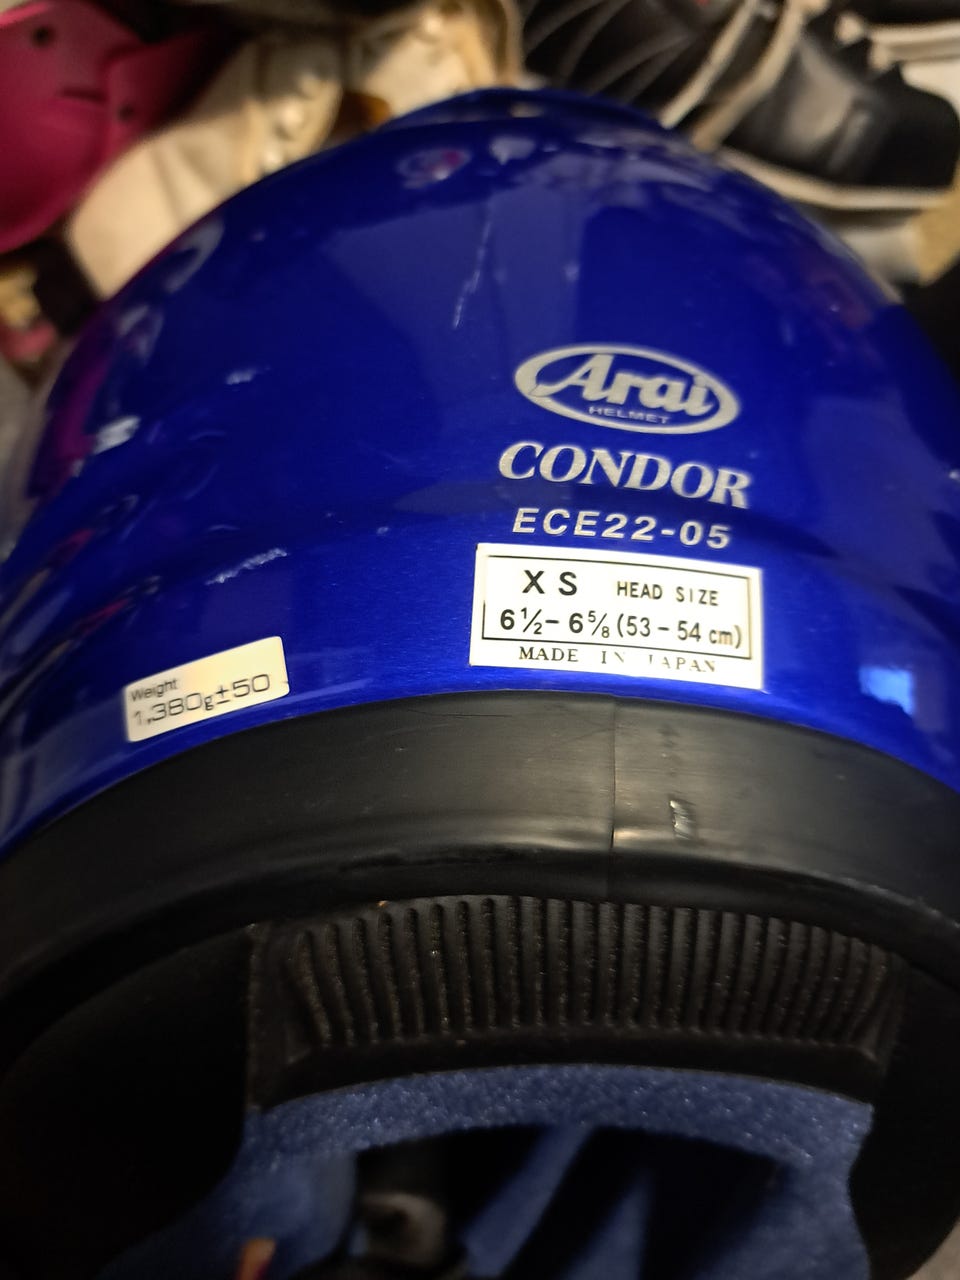 Arai
HELMET
CONDOR
ECE22-05
XS HEAD SIZE
6½- 6⅝ (53 - 54 cm)
MADE IN JAPAN
Weight
1,380g±50